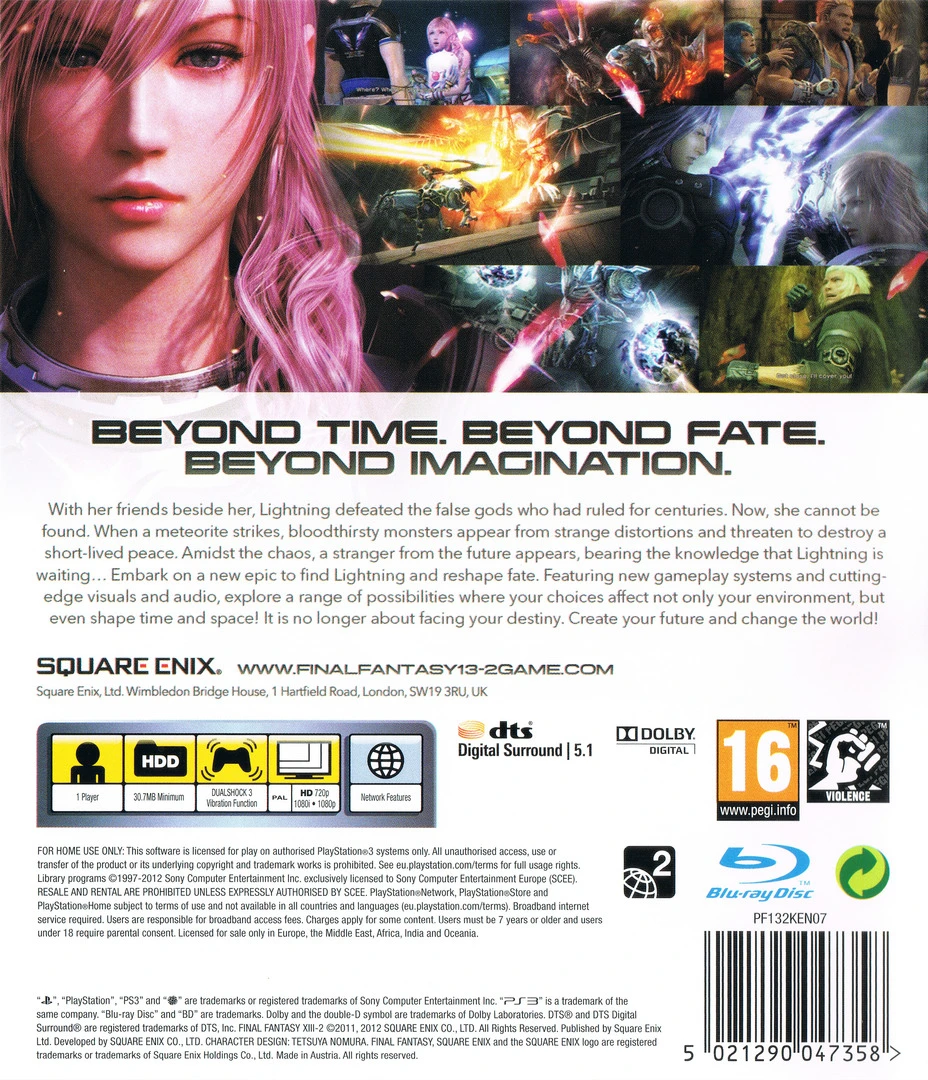 Where?
Get set! I'll cover you!
BEYOND TIME. BEYOND FATE.
BEYOND IMAGINATION.
With her friends beside her, Lightning defeated the false gods who had ruled for centuries. Now, she cannot be
found. When a meteorite strikes, bloodthirsty monsters appear from strange distortions and threaten to destroy a
short-lived peace. Amidst the chaos, a stranger from the future appears, bearing the knowledge that Lightning is
waiting... Embark on a new epic to find Lightning and reshape fate. Featuring new gameplay systems and cutting-
edge visuals and audio, explore a range of possibilities where your choices affect not only your environment, but
even shape time and space! It is no longer about facing your destiny. Create your future and change the world!
SQUARE ENIX® WWW.FINALFANTASY13-2GAME.COM
Square Enix, Ltd. Wimbledon Bridge House, 1 Hartfield Road, London, SW19 3RU, UK
HDD
1 Player
30.7MB Minimum
DUALSHOCK 3
Vibration Function
PAL
HD 720p
1080i • 1080p
Network Features
dts®
Digital Surround | 5.1
DOLBY
DIGITAL
16™
www.pegi.info
™
VIOLENCE
FOR HOME USE ONLY: This software is licensed for play on authorised PlayStation®3 systems only. All unauthorised access, use or
transfer of the product or its underlying copyright and trademark works is prohibited. See eu.playstation.com/terms for full usage rights.
Library programs ©1997-2012 Sony Computer Entertainment Inc. exclusively licensed to Sony Computer Entertainment Europe (SCEE).
RESALE AND RENTAL ARE PROHIBITED UNLESS EXPRESSLY AUTHORISED BY SCEE. PlayStation®Network, PlayStation®Store and
PlayStation®Home subject to terms of use and not available in all countries and languages (eu.playstation.com/terms). Broadband internet
service required. Users are responsible for broadband access fees. Charges apply for some content. Users must be 7 years or older and users
under 18 require parental consent. Licensed for sale only in Europe, the Middle East, Africa, India and Oceania.
2
Blu-ray Disc™
PF132KEN07
“”, “PlayStation”, “PS3” and “” are trademarks or registered trademarks of Sony Computer Entertainment Inc. “PS3” is a trademark of the
same company. “Blu-ray Disc” and “BD” are trademarks. Dolby and the double-D symbol are trademarks of Dolby Laboratories. DTS® and DTS Digital
Surround® are registered trademarks of DTS, Inc. FINAL FANTASY XIII-2 ©2011, 2012 SQUARE ENIX CO., LTD. All Rights Reserved. Published by Square Enix
Ltd. Developed by SQUARE ENIX CO., LTD. CHARACTER DESIGN: TETSUYA NOMURA. FINAL FANTASY, SQUARE ENIX and the SQUARE ENIX logo are registered
trademarks or trademarks of Square Enix Holdings Co., Ltd. Made in Austria. All rights reserved.
5 021290 047358 >